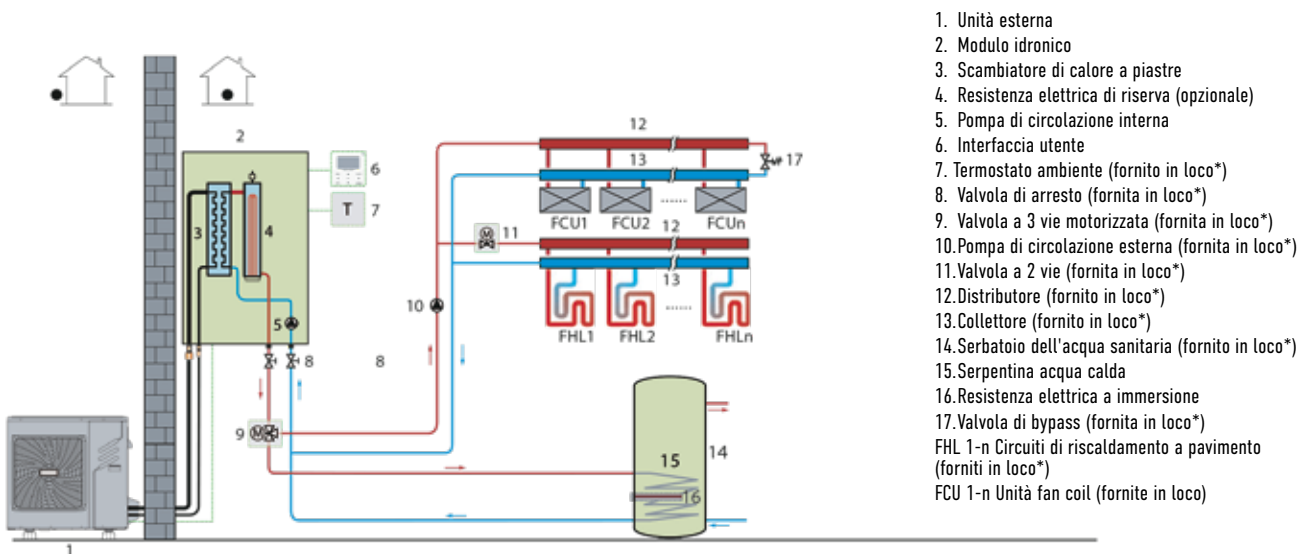 1. Unità esterna
2. Modulo idronico
3. Scambiatore di calore a piastre
4. Resistenza elettrica di riserva (opzionale)
5. Pompa di circolazione interna
6. Interfaccia utente
7. Termostato ambiente (fornito in loco*)
8. Valvola di arresto (fornita in loco*)
9. Valvola a 3 vie motorizzata (fornita in loco*)
10.Pompa di circolazione esterna (fornita in loco*)
11.Valvola a 2 vie (fornita in loco*)
12.Distributore (fornito in loco*)
13.Collettore (fornito in loco*)
14.Serbatoio dell'acqua sanitaria (fornito in loco*)
15.Serpentina acqua calda
16.Resistenza elettrica a immersione
17.Valvola di bypass (fornita in loco*)
FHL 1-n Circuiti di riscaldamento a pavimento
(forniti in loco*)
FCU 1-n Unità fan coil (fornite in loco)
2
12
13
17
6
T 7
3
4
FCU1 FCU2 ...... FCUn
M 11
12
13
10
5
......
FHL1 FHL2 FHLn
8
8
9 M
15
14
16
1